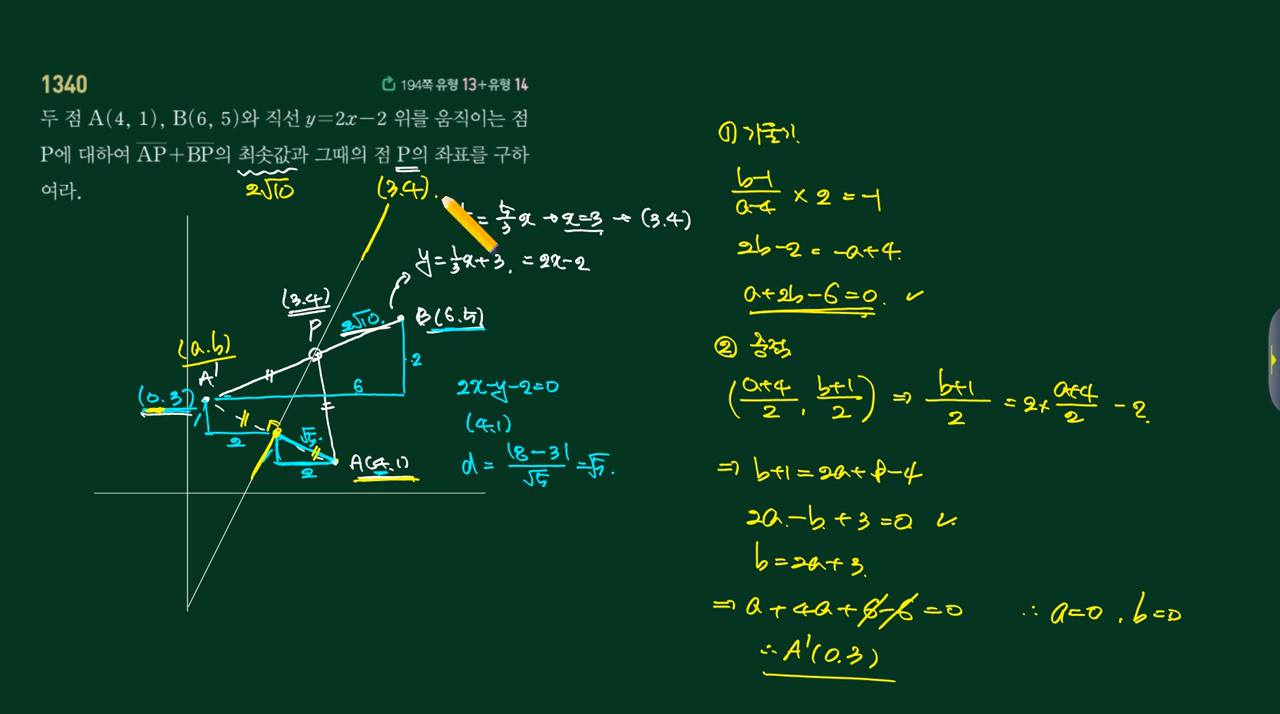 1340
194쪽 유형 13+유형 14
두 점 A(4, 1), B(6, 5)와 직선 y=2x−2 위를 움직이는 점
P에 대하여 AP+BP의 최솟값과 그때의 점 P의 좌표를 구하
여라.
2√10
(3.4).
= 5/3 x → x=3 → (3.4)
y=1/3x+3. = 2x−2
(3.4)
P
2√10.
B(6.5)
(a.b)
A'
2
6
(0.3)
2
√5
2
A(4.1)
2x−y−2=0
(4.1)
d = |8−3|/√5 = √5.
① 기울기
b−1/a−4 × 2 = −1
2b−2 = −a+4.
a+2b−6=0.
② 중점
(a+4/2, b+1/2) ⇒ b+1/2 = 2×a+4/2 − 2.
⇒ b+1 = 2a+8−4
2a−b+3=0
b=2a+3.
⇒ a+4a+6−6=0 ∴ a=0, b=0
∴ A'(0.3)